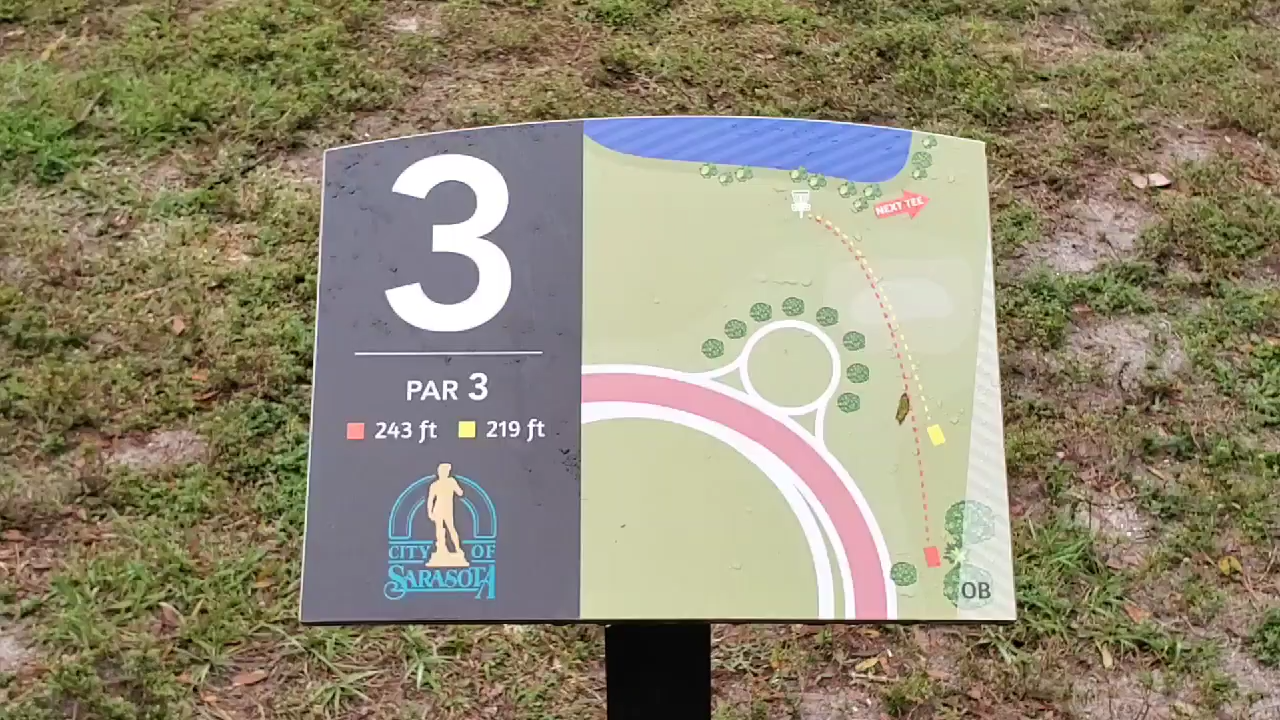 3
PAR 3
243 ft 219 ft
CITY OF
SARASOTA
NEXT TEE
OB